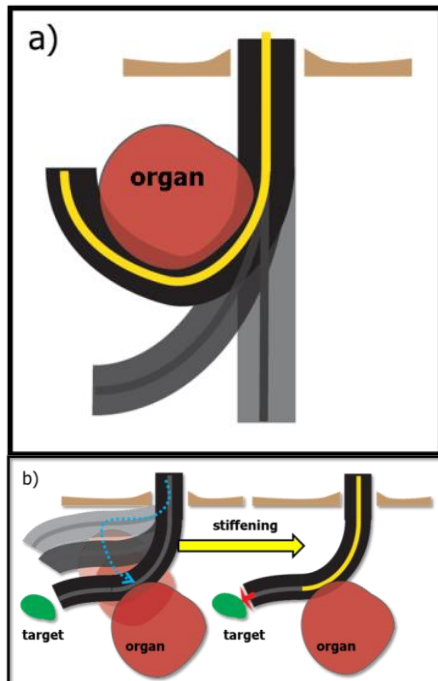 a)
organ
b)
stiffening
target
organ
target
organ